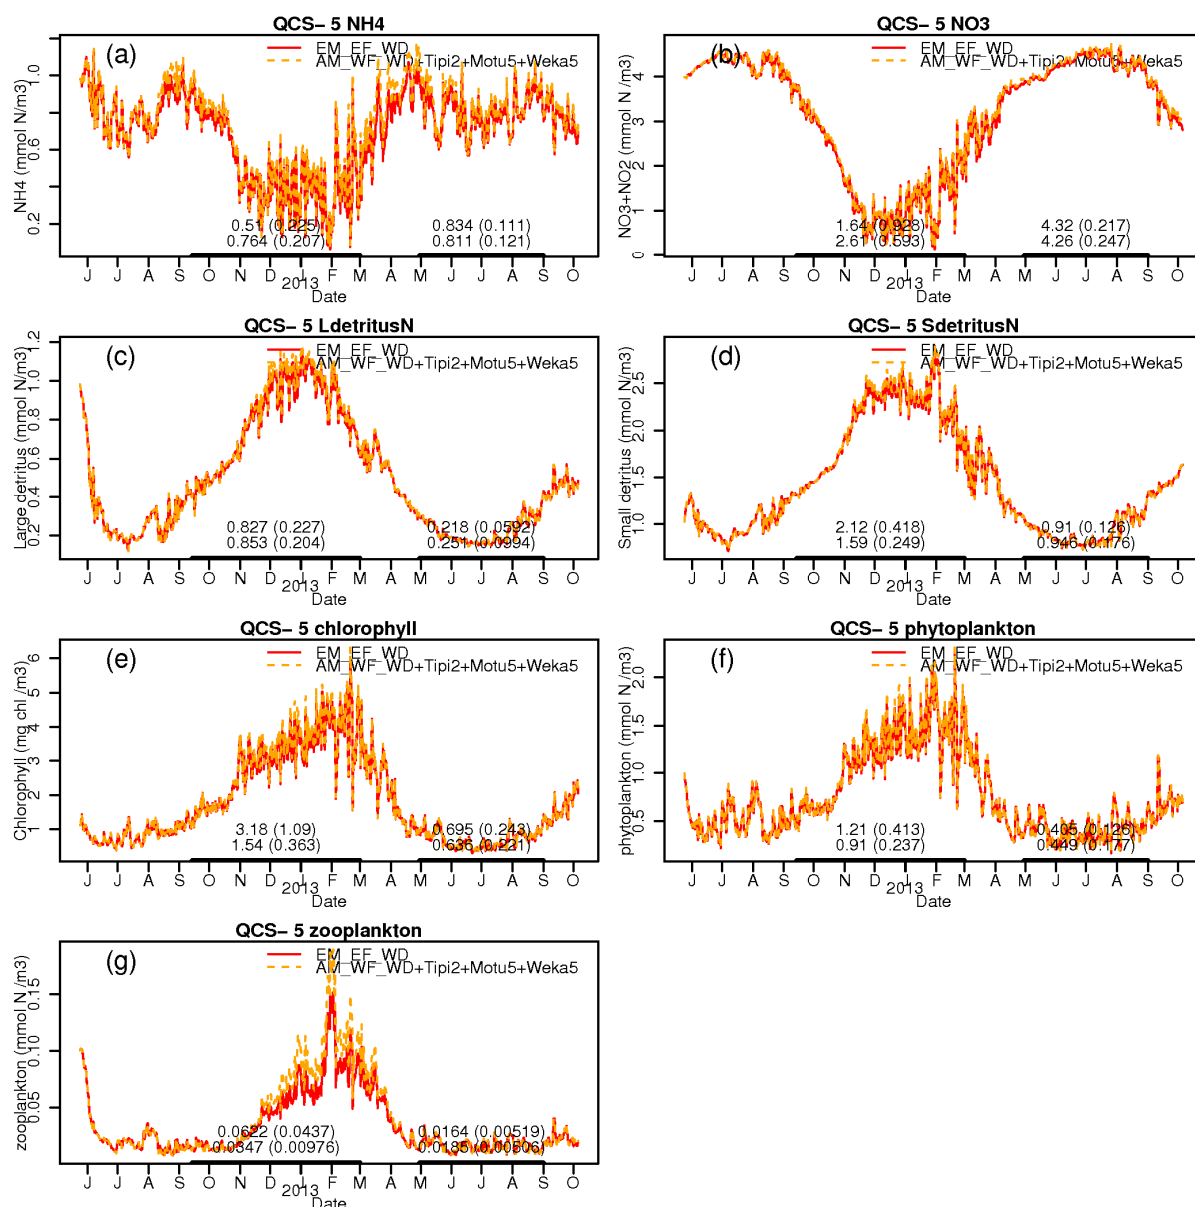 QCS− 5 NH4
(a)
EM_EF_WD
AM_WF_WD+Tipi2+Motu5+Weka5
NH4 (mmol N/m3)
0.2 0.6 0.8 1.0
0.51 (0.225)
0.764 (0.207)
0.834 (0.111)
0.811 (0.121)
J J A S O N D J F M A M J J A S O
2013
Date
QCS− 5 NO3
(b)
EM_EF_WD
AM_WF_WD+Tipi2+Motu5+Weka5
NO3+NO2 (mmol N /m3)
0 1 2 3 4
1.64 (0.928)
2.61 (0.593)
4.32 (0.217)
4.26 (0.247)
J J A S O N D J F M A M J J A S O
2013
Date
QCS− 5 LdetritusN
(c)
EM_EF_WD
AM_WF_WD+Tipi2+Motu5+Weka5
Large detritus (mmol N/m3)
0.2 0.4 0.6 0.8 1.0 1.2
0.827 (0.227)
0.853 (0.204)
0.218 (0.0592)
0.251 (0.0994)
J J A S O N D J F M A M J J A S O
2013
Date
QCS− 5 SdetritusN
(d)
EM_EF_WD
AM_WF_WD+Tipi2+Motu5+Weka5
Small detritus (mmol N/m3)
1.0 1.5 2.0 2.5
2.12 (0.418)
1.59 (0.249)
0.91 (0.126)
0.946 (0.176)
J J A S O N D J F M A M J J A S O
2013
Date
QCS− 5 chlorophyll
(e)
EM_EF_WD
AM_WF_WD+Tipi2+Motu5+Weka5
Chlorophyll (mg chl /m3)
1 2 3 4 5 6
3.18 (1.09)
1.54 (0.363)
0.695 (0.243)
0.636 (0.221)
J J A S O N D J F M A M J J A S O
2013
Date
QCS− 5 phytoplankton
(f)
EM_EF_WD
AM_WF_WD+Tipi2+Motu5+Weka5
phytoplankton (mmol N /m3)
0.5 1.0 1.5 2.0
1.21 (0.413)
0.91 (0.237)
0.405 (0.126)
0.449 (0.177)
J J A S O N D J F M A M J J A S O
2013
Date
QCS− 5 zooplankton
(g)
EM_EF_WD
AM_WF_WD+Tipi2+Motu5+Weka5
zooplankton (mmol N /m3)
0.05 0.10 0.15
0.0622 (0.0437)
0.0347 (0.00976)
0.0164 (0.00519)
0.0185 (0.00506)
J J A S O N D J F M A M J J A S O
2013
Date